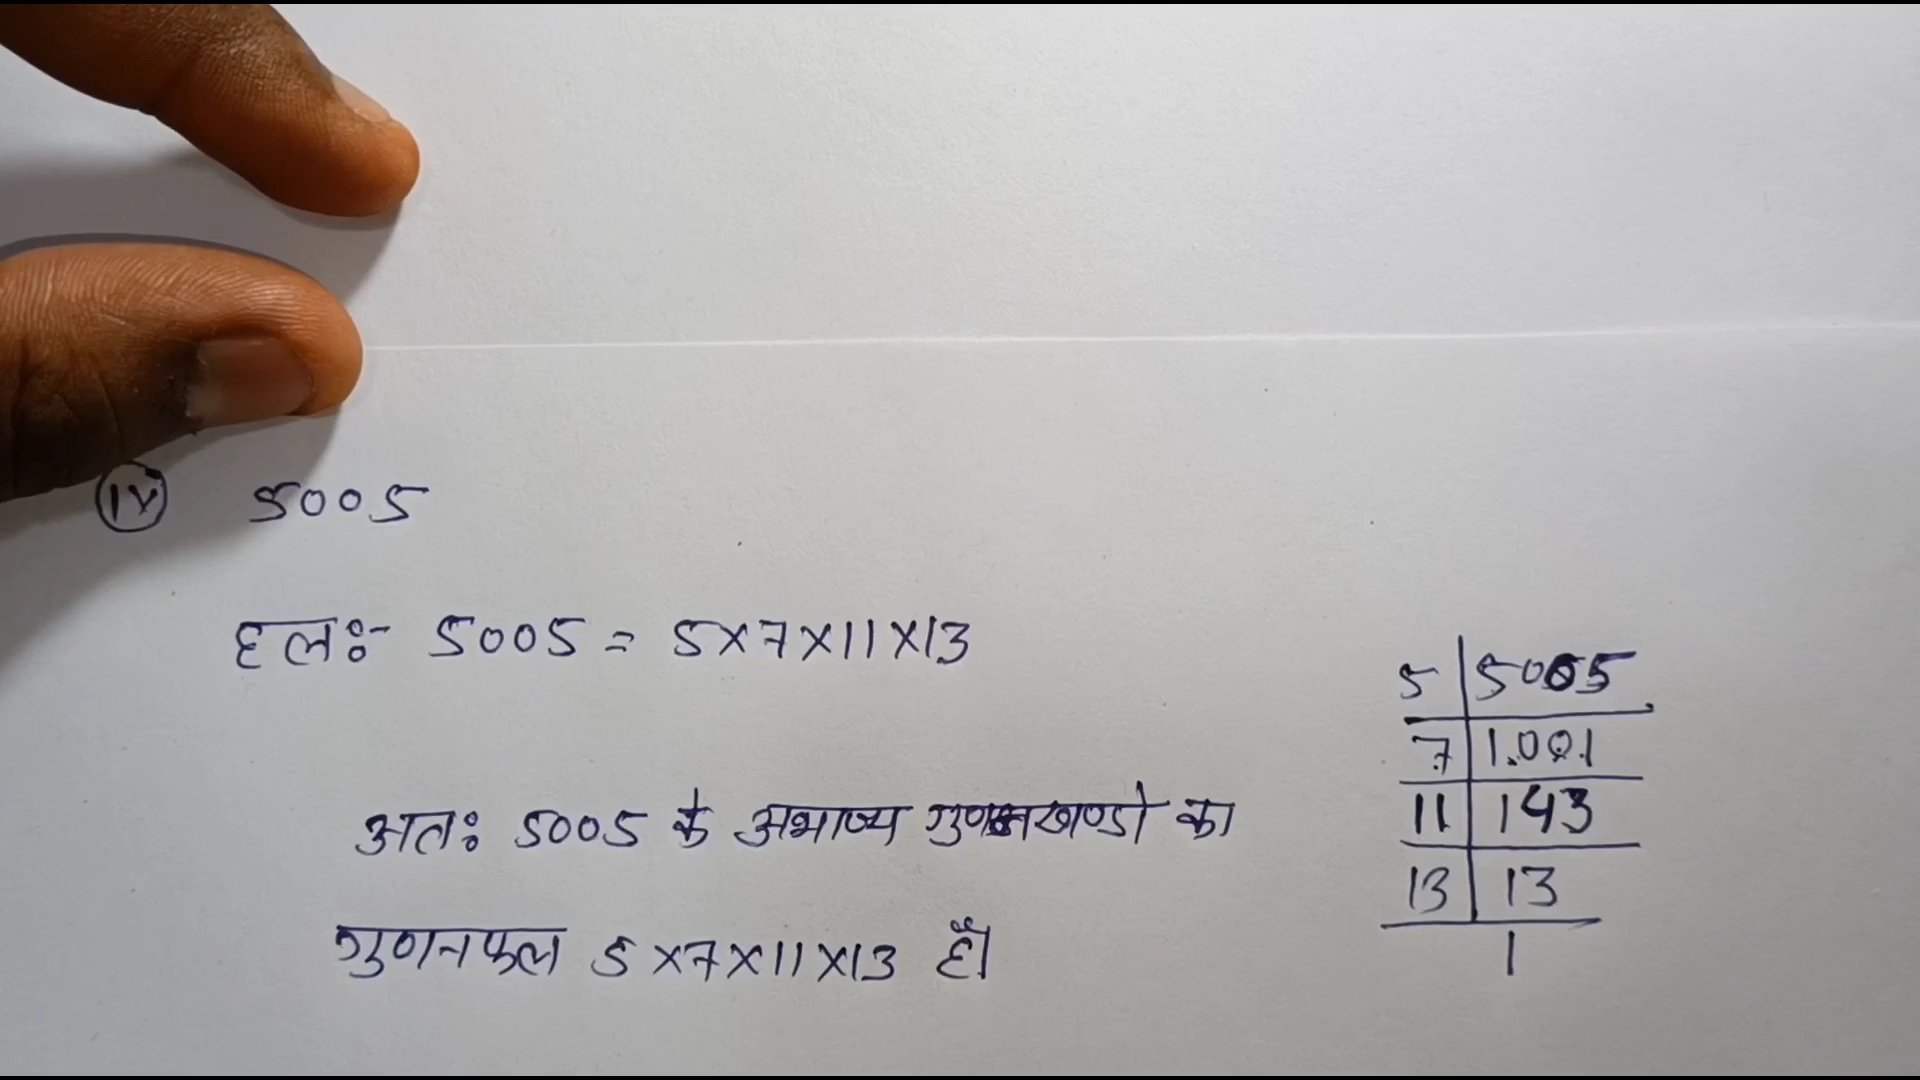 IV 5005
हलः- 5005 = 5×7×11×13
अतः 5005 के अभाज्य गुणनखण्डो का
गुणनफल 5×7×11×13 हैं।
5 | 5005
7 | 1001
11 | 143
13 | 13
1